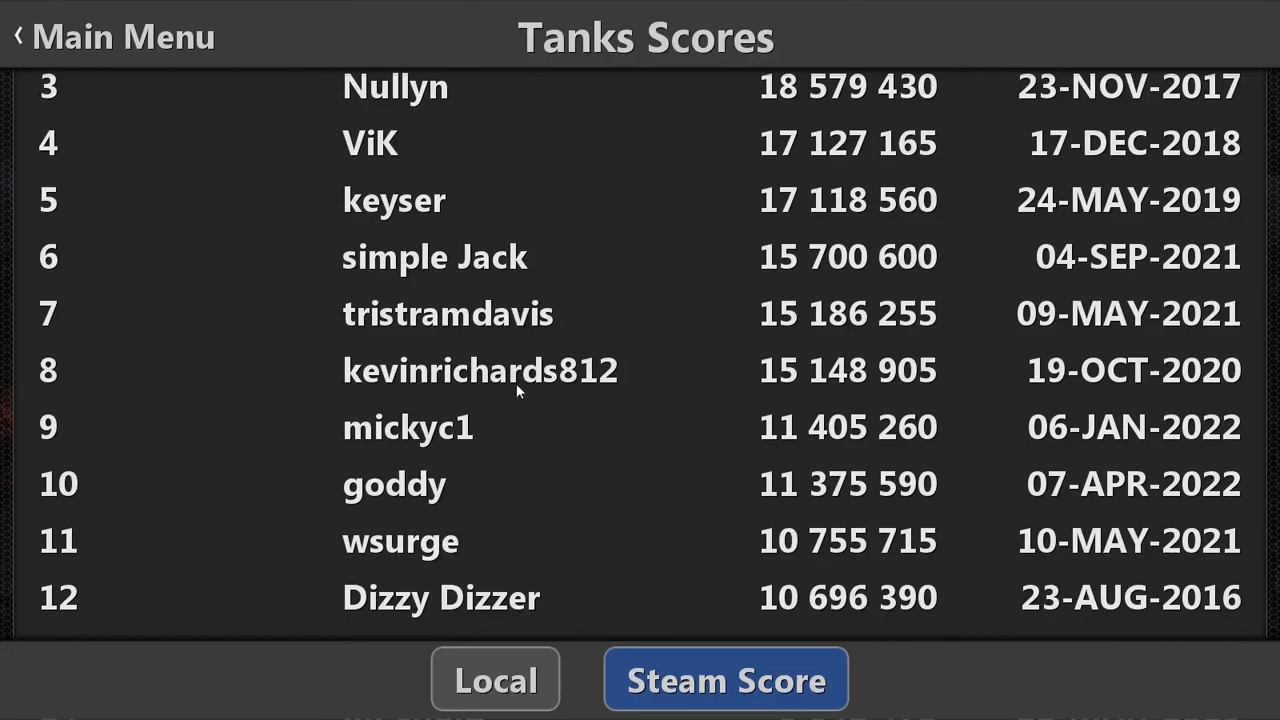 ‹ Main Menu Tanks Scores
3 Nullyn 18 579 430 23-NOV-2017
4 ViK 17 127 165 17-DEC-2018
5 keyser 17 118 560 24-MAY-2019
6 simple Jack 15 700 600 04-SEP-2021
7 tristramdavis 15 186 255 09-MAY-2021
8 kevinrichards812 15 148 905 19-OCT-2020
9 mickyc1 11 405 260 06-JAN-2022
10 goddy 11 375 590 07-APR-2022
11 wsurge 10 755 715 10-MAY-2021
12 Dizzy Dizzer 10 696 390 23-AUG-2016
Local Steam Score